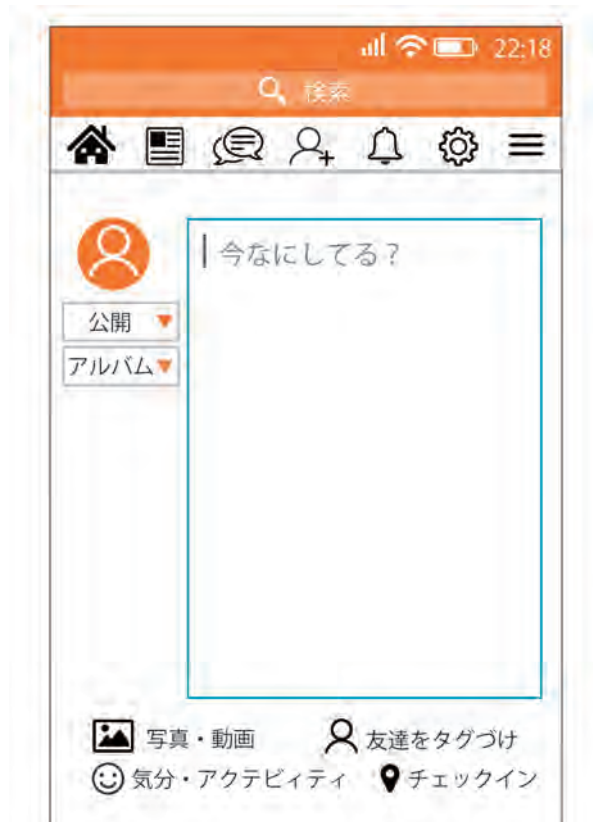 22:18
検索
今なにしてる?
公開
アルバム
写真・動画
友達をタグづけ
気分・アクテビィティ
チェックイン